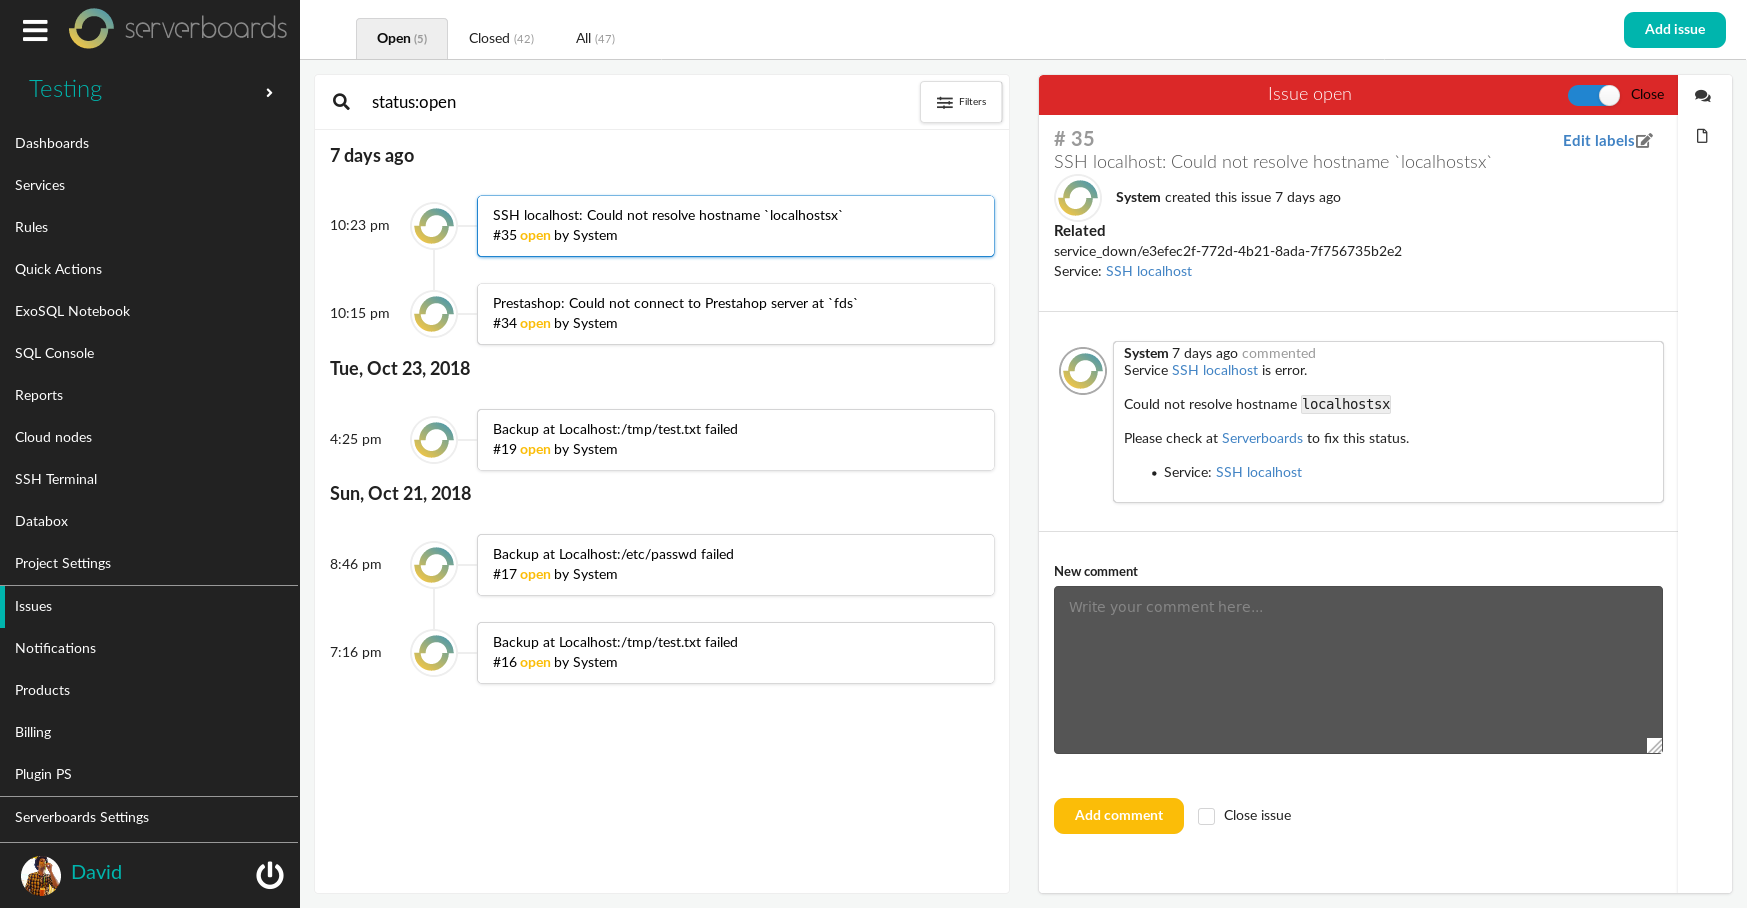 serverboards
Testing
Dashboards
Services
Rules
Quick Actions
ExoSQL Notebook
SQL Console
Reports
Cloud nodes
SSH Terminal
Databox
Project Settings
Issues
Notifications
Products
Billing
Plugin PS
Serverboards Settings
David
Open (5) Closed (42) All (47)
Add issue
status:open
Filters
7 days ago
10:23 pm
SSH localhost: Could not resolve hostname `localhostsx`
#35 open by System
10:15 pm
Prestashop: Could not connect to Prestahop server at `fds`
#34 open by System
Tue, Oct 23, 2018
4:25 pm
Backup at Localhost:/tmp/test.txt failed
#19 open by System
Sun, Oct 21, 2018
8:46 pm
Backup at Localhost:/etc/passwd failed
#17 open by System
7:16 pm
Backup at Localhost:/tmp/test.txt failed
#16 open by System
Issue open
Close
# 35
Edit labels
SSH localhost: Could not resolve hostname `localhostsx`
System created this issue 7 days ago
Related
service_down/e3efec2f-772d-4b21-8ada-7f756735b2e2
Service: SSH localhost
System 7 days ago commented
Service SSH localhost is error.
Could not resolve hostname localhostsx
Please check at Serverboards to fix this status.
• Service: SSH localhost
New comment
Write your comment here...
Add comment
Close issue